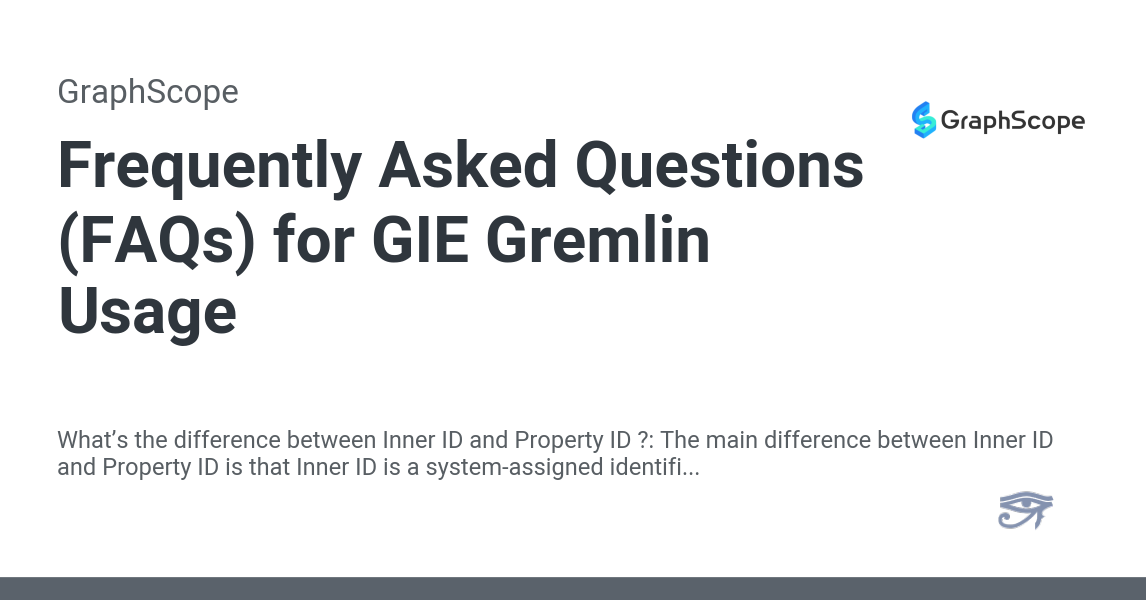 GraphScope
GraphScope
Frequently Asked Questions
(FAQs) for GIE Gremlin
Usage
What’s the difference between Inner ID and Property ID ?: The main difference between Inner ID
and Property ID is that Inner ID is a system-assigned identifi...